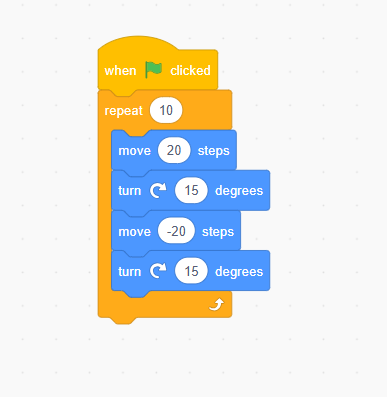 when clicked
repeat 10
move 20 steps
turn 15 degrees
move -20 steps
turn 15 degrees